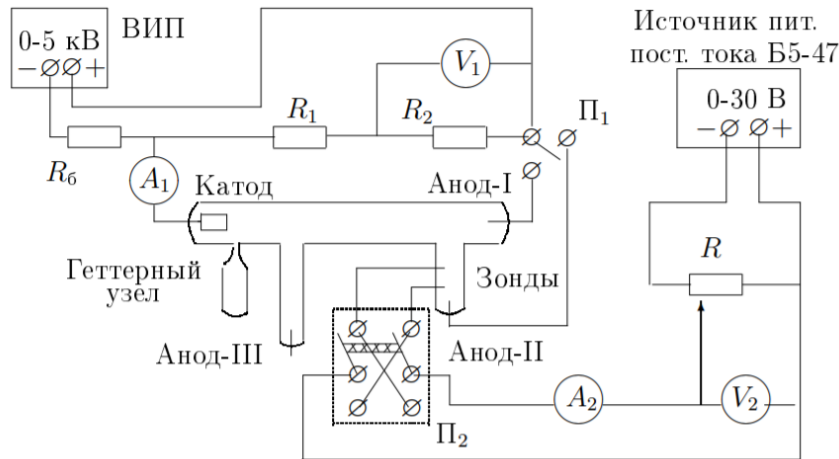 ВИП
0-5 кВ
− +
V₁
R₁
R₂
П₁
Rб
A₁
Катод
Анод-I
Геттерный
узел
Зонды
Анод-III
Анод-II
П₂
Источник пит.
пост. тока Б5-47
0-30 В
− +
R
A₂
V₂